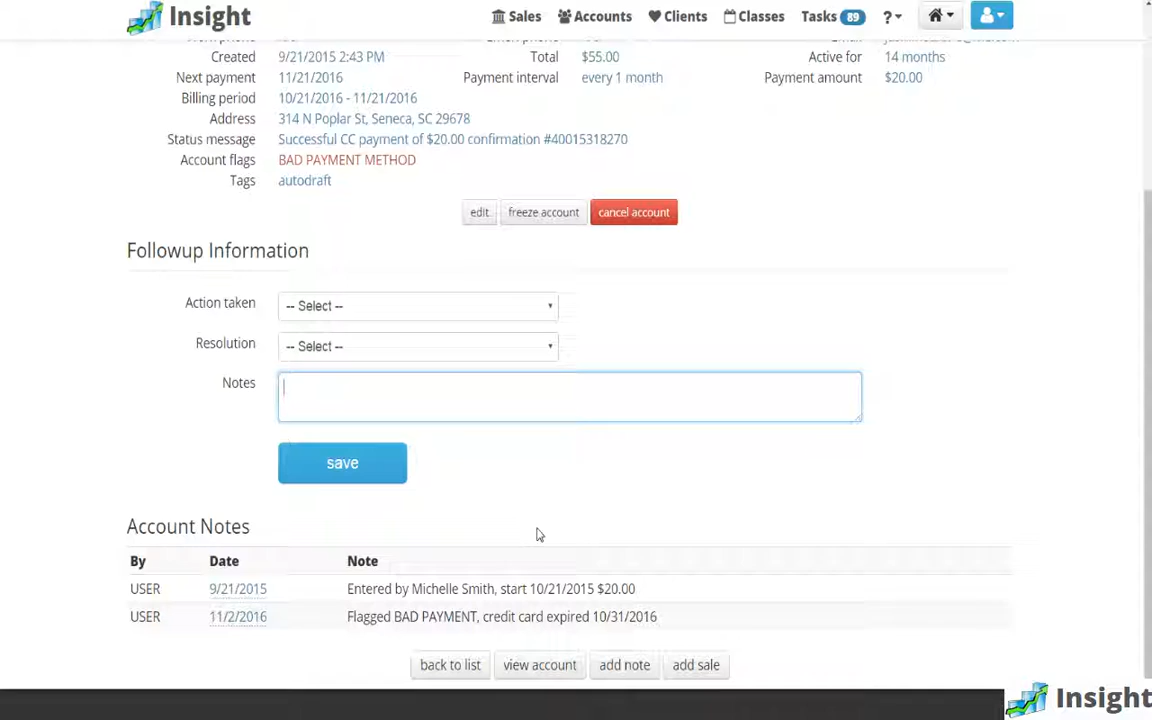 Insight Sales Accounts Clients Classes Tasks 89 ?
Created 9/21/2015 2:43 PM Total $55.00 Active for 14 months
Next payment 11/21/2016 Payment interval every 1 month Payment amount $20.00
Billing period 10/21/2016 - 11/21/2016
Address 314 N Poplar St, Seneca, SC 29678
Status message Successful CC payment of $20.00 confirmation #40015318270
Account flags BAD PAYMENT METHOD
Tags autodraft
edit freeze account cancel account
Followup Information
Action taken -- Select --
Resolution -- Select --
Notes
save
Account Notes
By Date Note
USER 9/21/2015 Entered by Michelle Smith, start 10/21/2015 $20.00
USER 11/2/2016 Flagged BAD PAYMENT, credit card expired 10/31/2016
back to list view account add note add sale
Insight